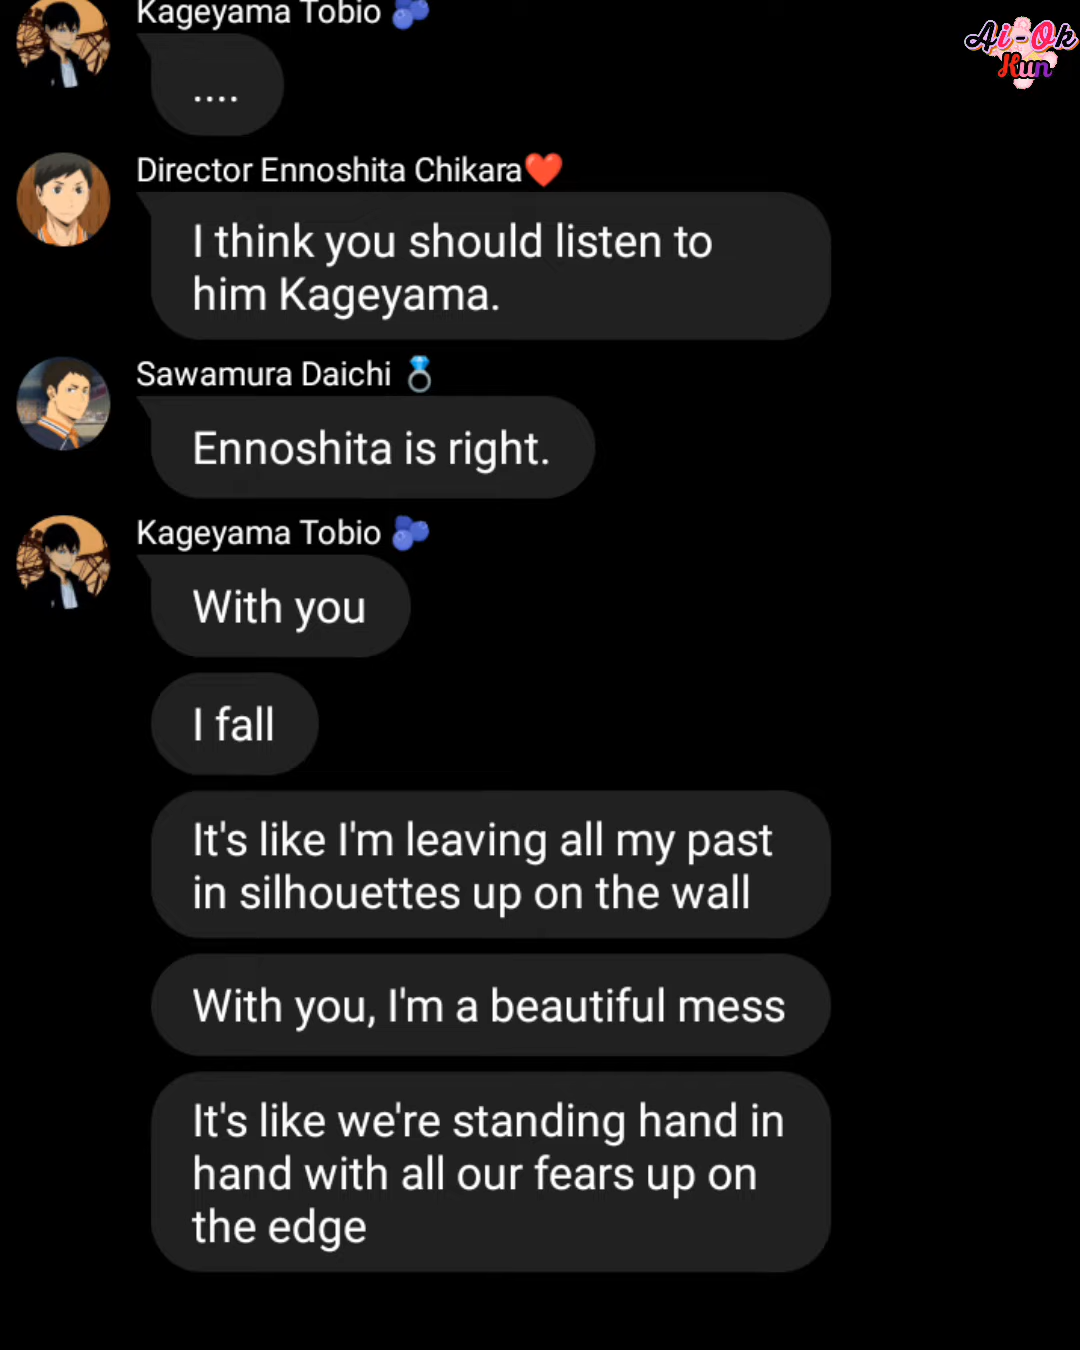 Kageyama Tobio 🫐
Ai-Ok
Kun
....
Director Ennoshita Chikara❤️
I think you should listen to
him Kageyama.
Sawamura Daichi 💍
Ennoshita is right.
Kageyama Tobio 🫐
With you
I fall
It's like I'm leaving all my past
in silhouettes up on the wall
With you, I'm a beautiful mess
It's like we're standing hand in
hand with all our fears up on
the edge